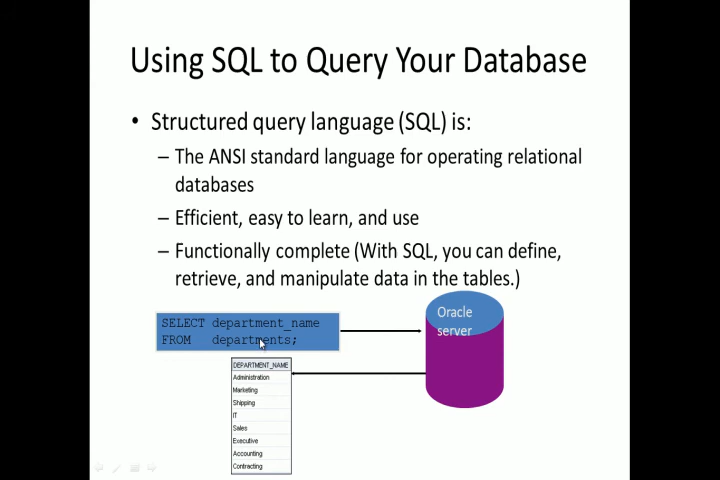 Using SQL to Query Your Database
• Structured query language (SQL) is:
– The ANSI standard language for operating relational
databases
– Efficient, easy to learn, and use
– Functionally complete (With SQL, you can define,
retrieve, and manipulate data in the tables.)
SELECT department_name
FROM departments;
Oracle
server
DEPARTMENT_NAME
Administration
Marketing
Shipping
IT
Sales
Executive
Accounting
Contracting